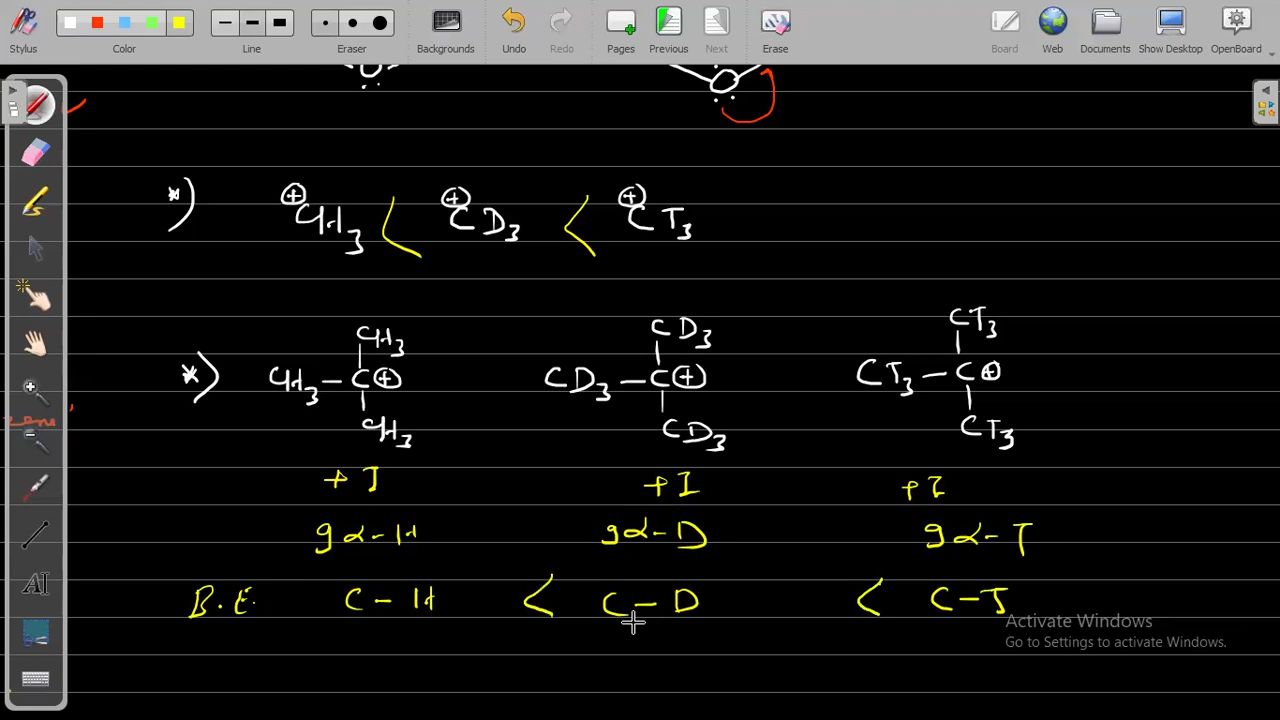 Stylus Color Line Eraser Backgrounds Undo Redo Pages Previous Next Erase Board Web Documents Show Desktop OpenBoard
*) ⊕CH3 < ⊕CD3 < ⊕CT3
CH3 CD3 CT3
*) CH3–C⊕ CD3–C⊕ CT3–C⊕
CH3 CD3 CT3
+I +I +I
9α–H 9α–D 9α–T
B.E. C–H < C–D < C–T
Activate Windows
Go to Settings to activate Windows.